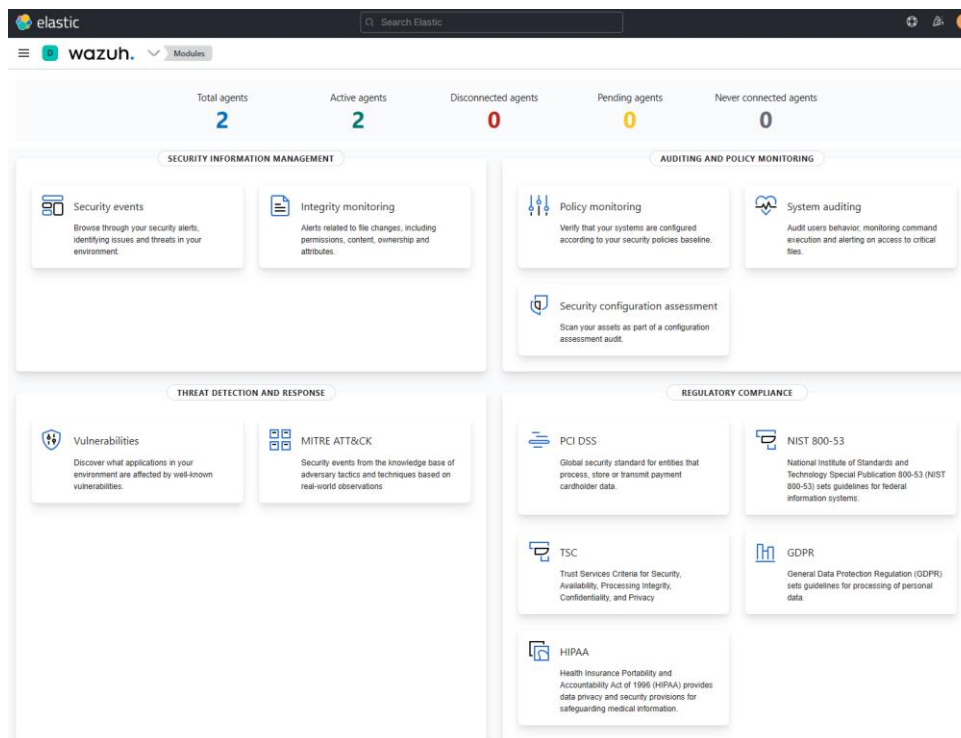 elastic
Search Elastic
D
wazuh.
Modules
Total agents
2
Active agents
2
Disconnected agents
0
Pending agents
0
Never connected agents
0
SECURITY INFORMATION MANAGEMENT
Security events
Browse through your security alerts,
identifying issues and threats in your
environment.
Integrity monitoring
Alerts related to file changes, including
permissions, content, ownership and
attributes.
AUDITING AND POLICY MONITORING
Policy monitoring
Verify that your systems are configured
according to your security policies baseline.
System auditing
Audit users behavior, monitoring command
execution and alerting on access to critical
files.
Security configuration assessment
Scan your assets as part of a configuration
assessment audit.
THREAT DETECTION AND RESPONSE
Vulnerabilities
Discover what applications in your
environment are affected by well-known
vulnerabilities.
MITRE ATT&CK
Security events from the knowledge base of
adversary tactics and techniques based on
real-world observations
REGULATORY COMPLIANCE
PCI DSS
Global security standard for entities that
process, store or transmit payment
cardholder data.
NIST 800-53
National Institute of Standards and
Technology Special Publication 800-53 (NIST
800-53) sets guidelines for federal
information systems.
TSC
Trust Services Criteria for Security,
Availability, Processing Integrity,
Confidentiality, and Privacy
GDPR
General Data Protection Regulation (GDPR)
sets guidelines for processing of personal
data.
HIPAA
Health Insurance Portability and
Accountability Act of 1996 (HIPAA) provides
data privacy and security provisions for
safeguarding medical information.